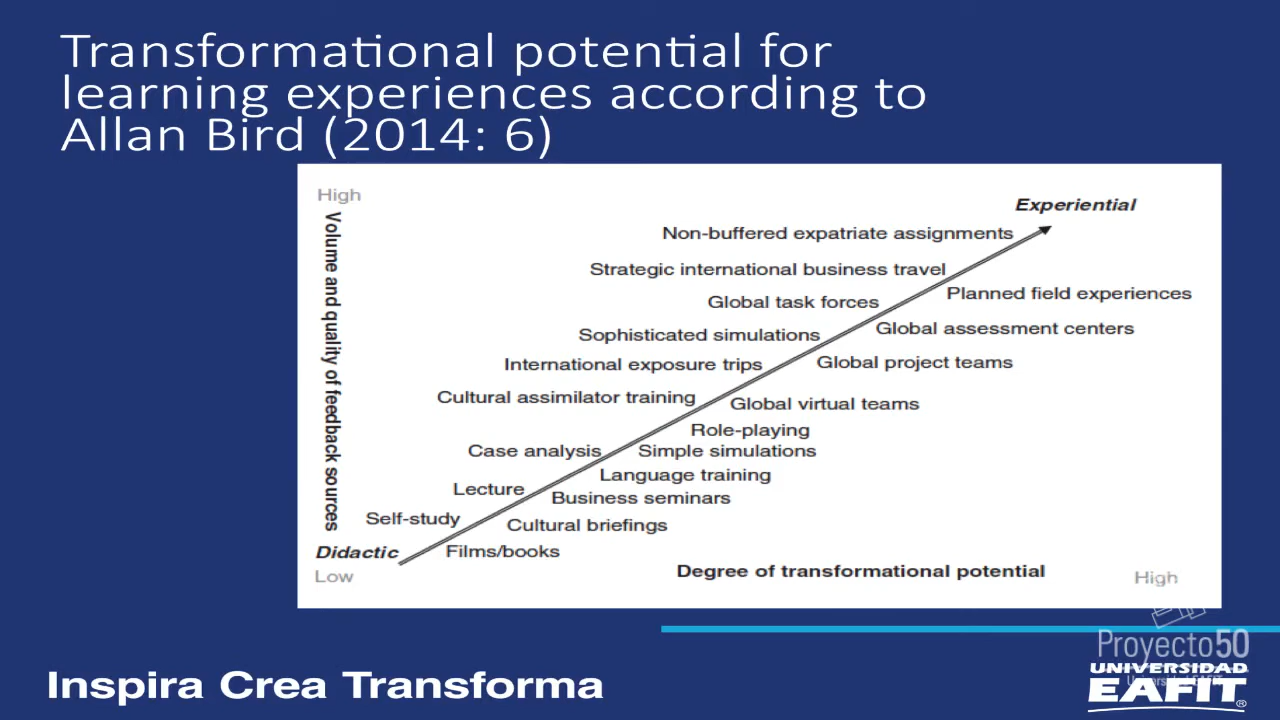 Transformational potential for
learning experiences according to
Allan Bird (2014: 6)
High
Volume and quality of feedback sources
Experiential
Non-buffered expatriate assignments
Strategic international business travel
Planned field experiences
Global task forces
Global assessment centers
Sophisticated simulations
Global project teams
International exposure trips
Cultural assimilator training
Global virtual teams
Role-playing
Case analysis
Simple simulations
Language training
Lecture
Business seminars
Self-study
Cultural briefings
Didactic
Films/books
Low
Degree of transformational potential
High
Proyecto50
UNIVERSIDAD
EAFIT®
Inspira Crea Transforma